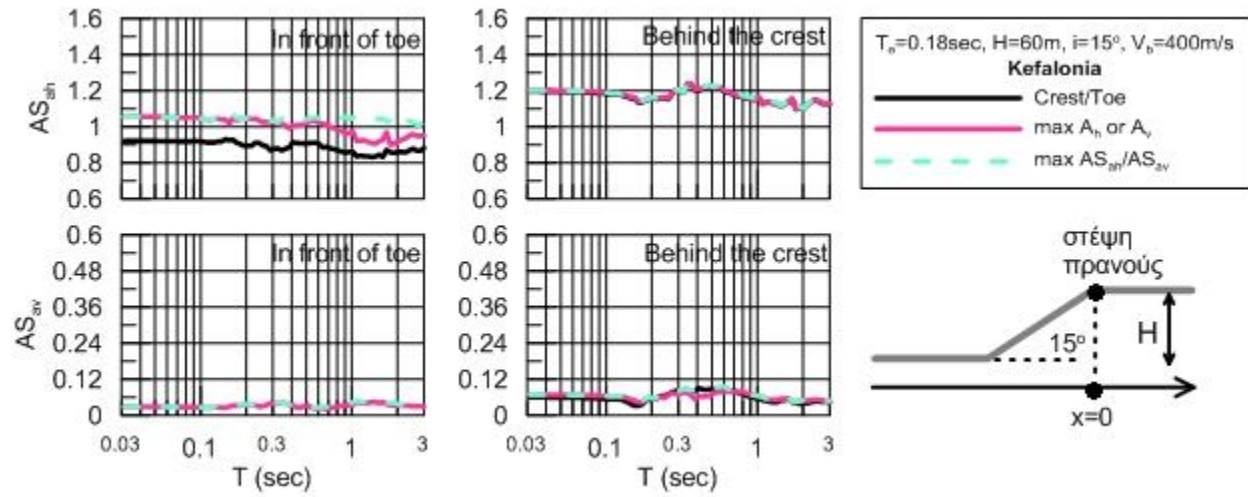 In front of toe
AS_ah
1.6
1.4
1.2
1
0.8
0.6
Behind the crest
1.6
1.4
1.2
1
0.8
0.6
T_e=0.18sec, H=60m, i=15°, V_b=400m/s
Kefalonia
Crest/Toe
max A_h or A_v
max AS_ah/AS_av
In front of toe
AS_av
0.6
0.48
0.36
0.24
0.12
0
0.03
0.1
0.3
1
3
T (sec)
Behind the crest
0.6
0.48
0.36
0.24
0.12
0
0.03
0.1
0.3
1
3
T (sec)
στέψη
πρανούς
15°
H
x=0